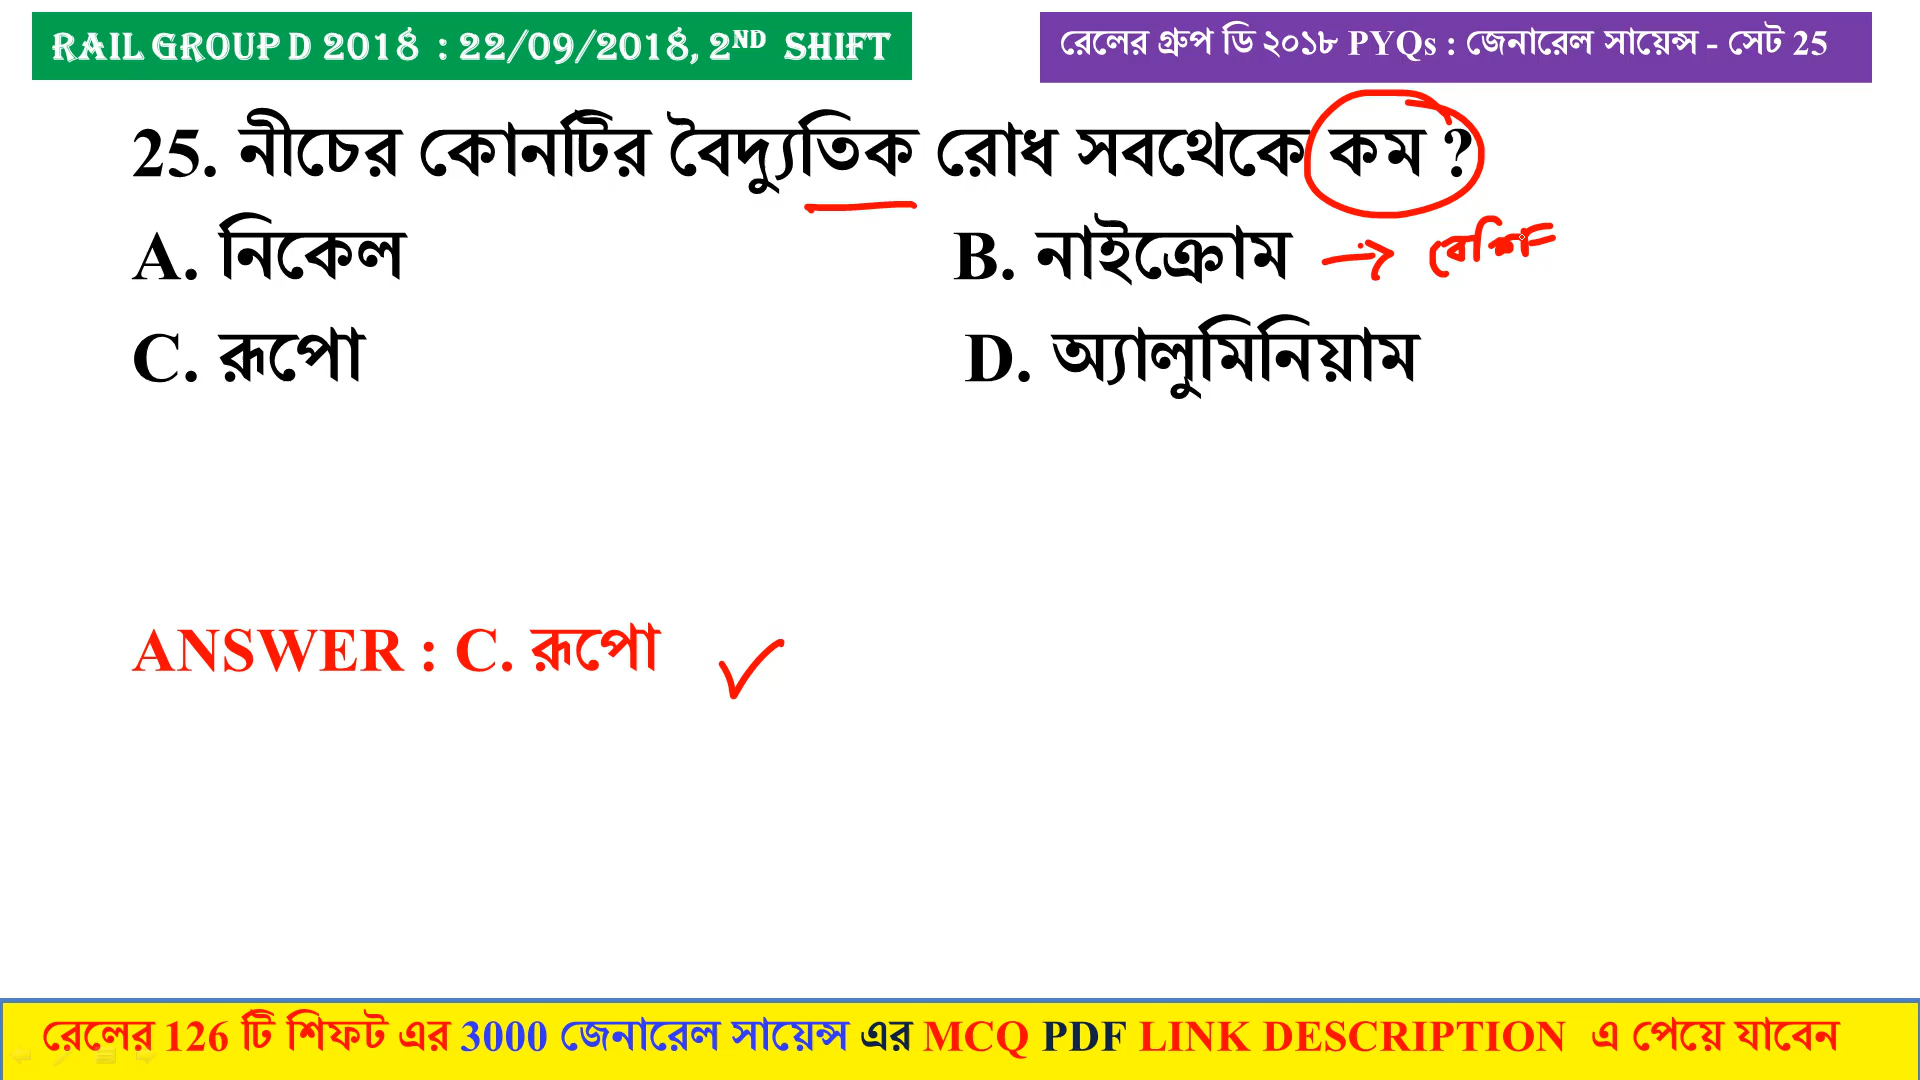 RAIL GROUP D 2018 : 22/09/2018, 2ND SHIFT
রেলের গ্রুপ ডি ২০১৮ PYQs : জেনারেল সায়েন্স - সেট 25
25. নীচের কোনটির বৈদ্যুতিক রোধ সবথেকে কম ?
A. নিকেল
B. নাইক্রোম → বেশি
C. রূপো
D. অ্যালুমিনিয়াম
ANSWER : C. রূপো
রেলের 126 টি শিফট এর 3000 জেনারেল সায়েন্স এর MCQ PDF LINK DESCRIPTION এ পেয়ে যাবেন